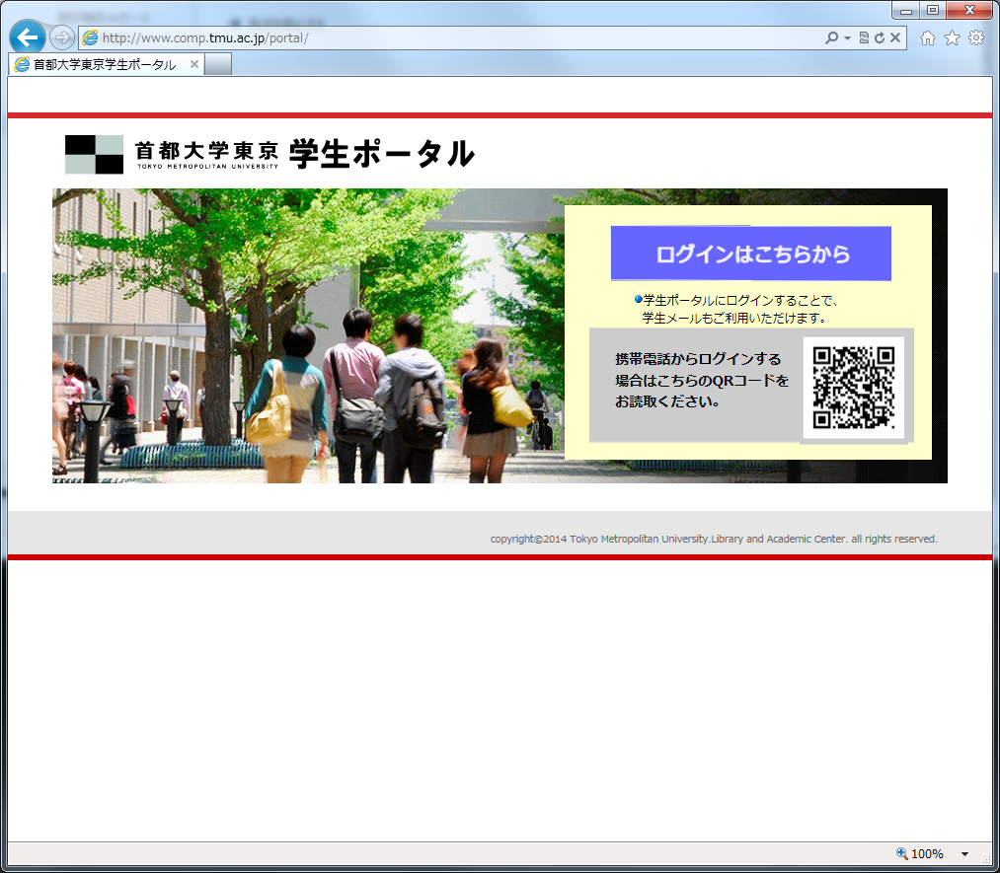 http://www.comp.tmu.ac.jp/portal/
首都大学東京学生ポータル
首都大学東京 学生ポータル
TOKYO METROPOLITAN UNIVERSITY
ログインはこちらから
学生ポータルにログインすることで、
学生メールもご利用いただけます。
携帯電話からログインする
場合はこちらのQRコードを
お読取ください。
copyright©2014 Tokyo Metropolitan University.Library and Academic Center. all rights reserved.
100%